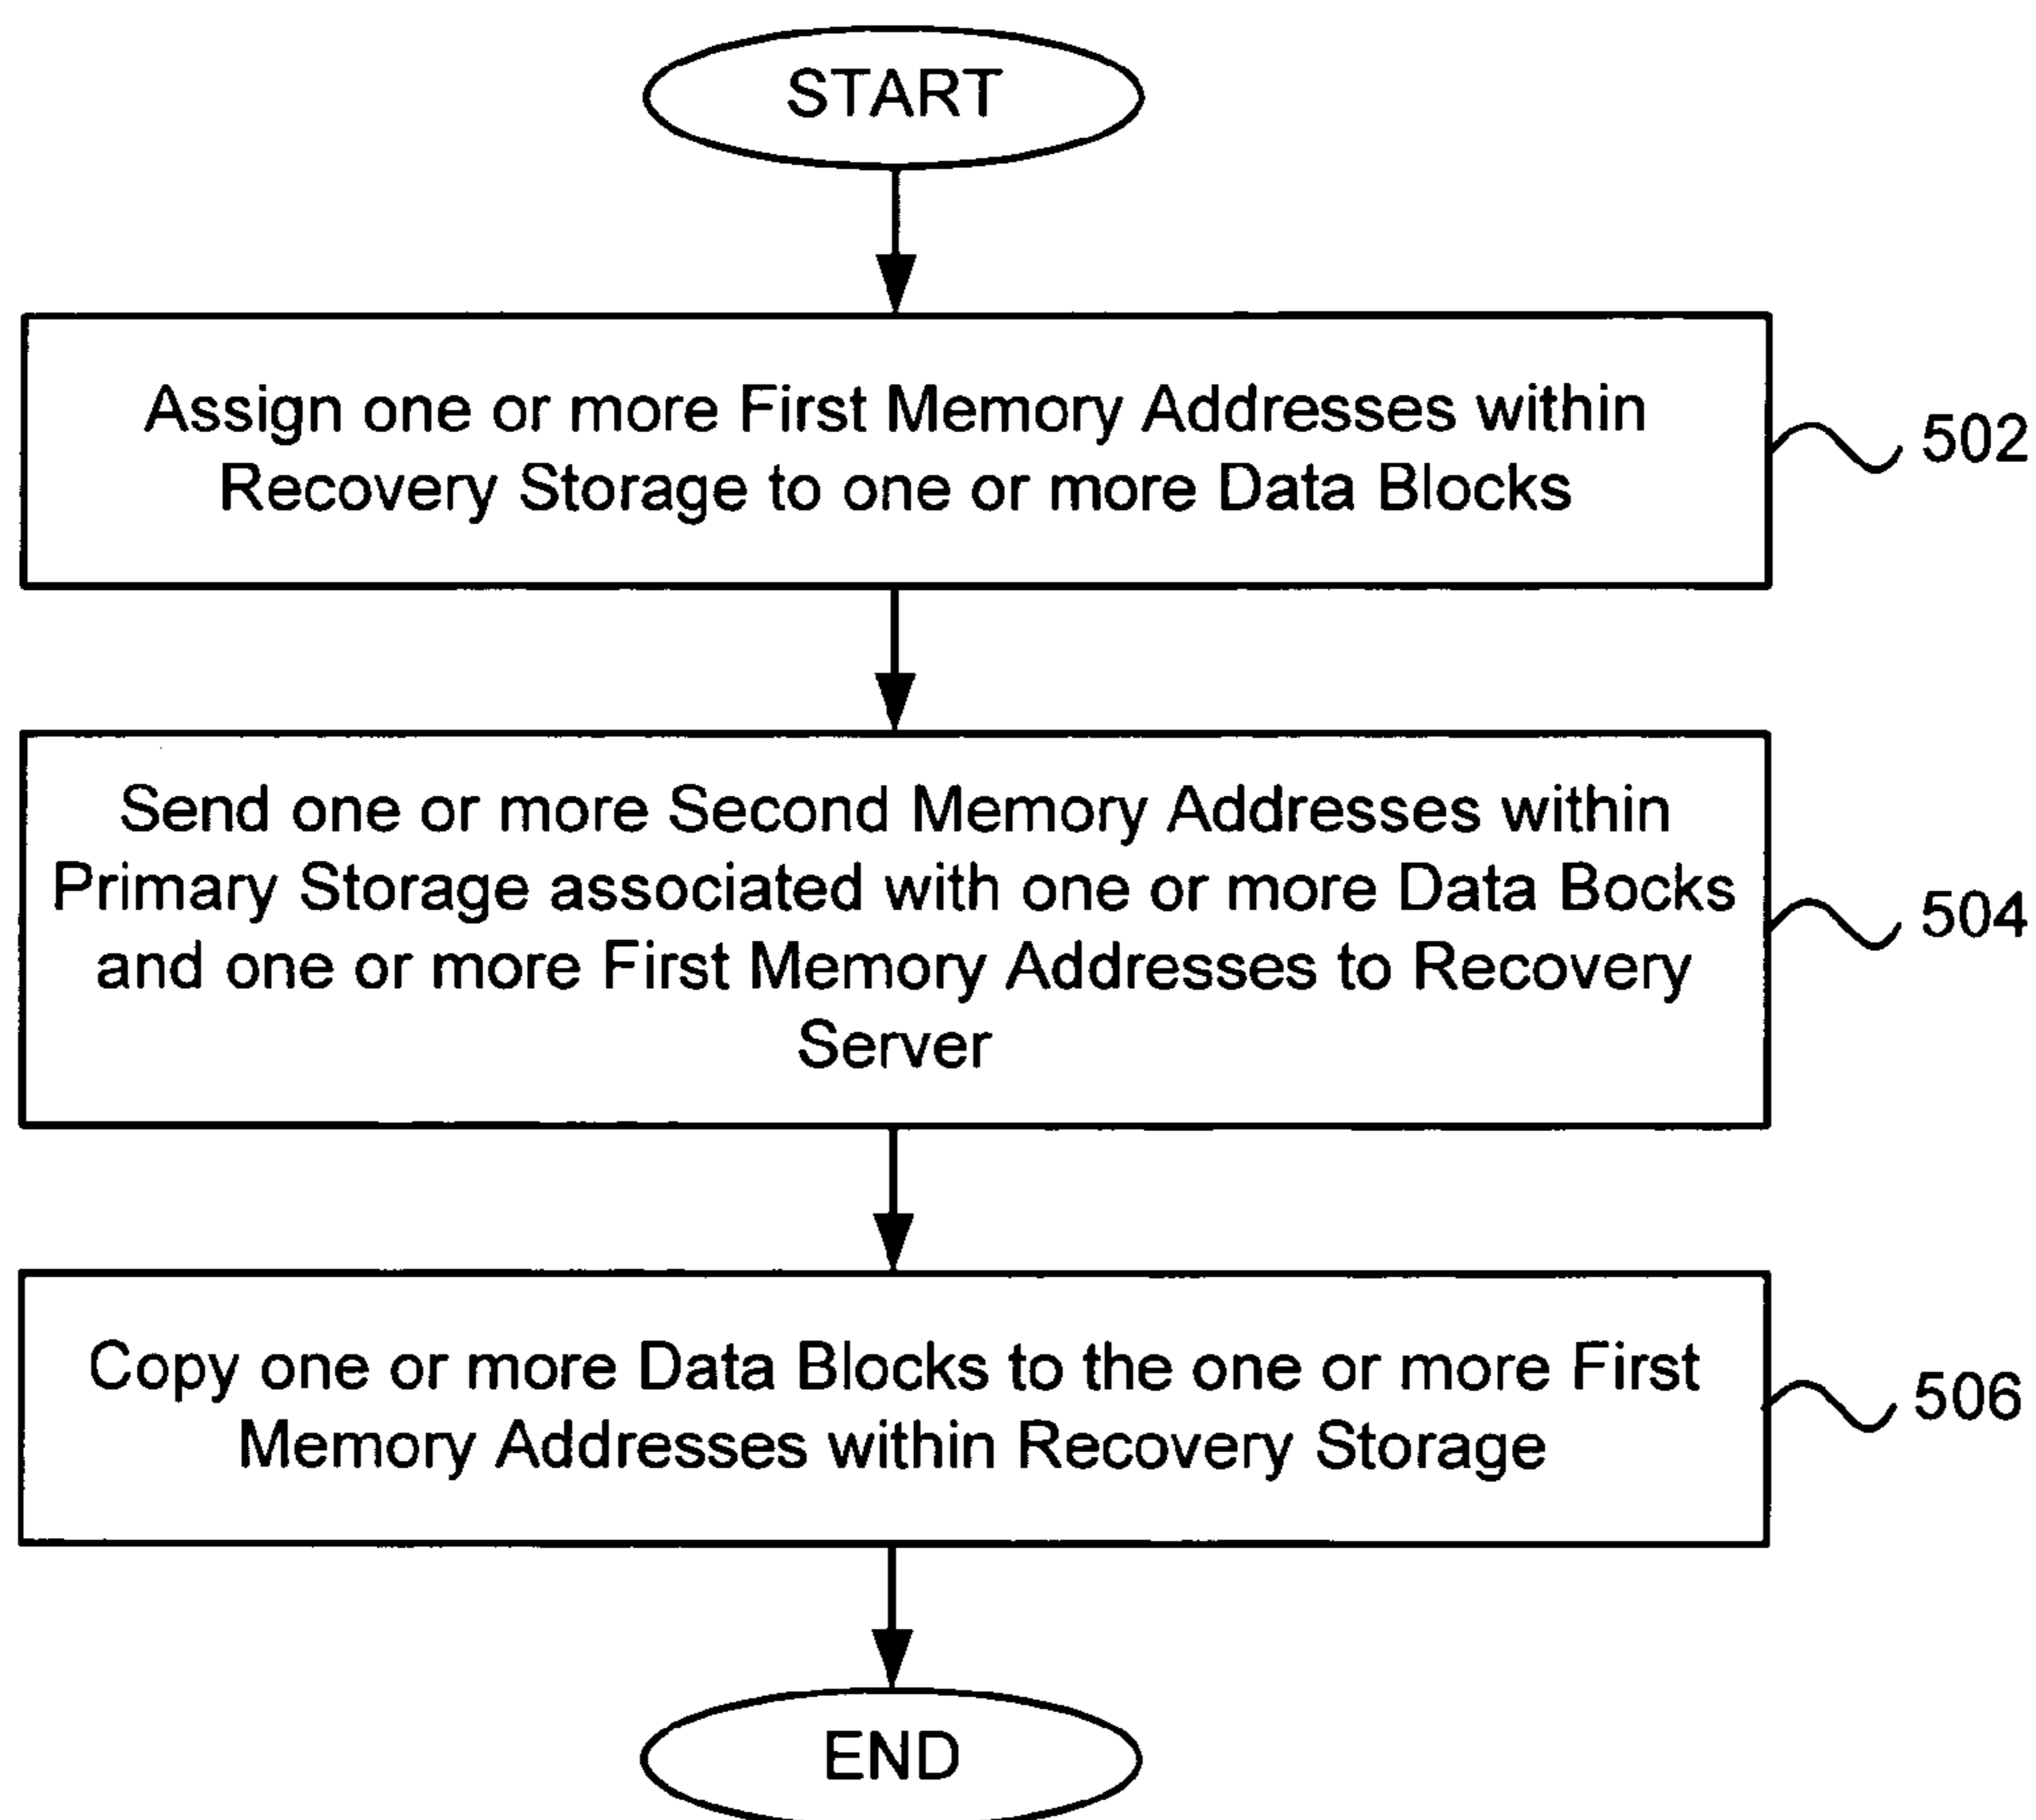 START
Assign one or more First Memory Addresses within
Recovery Storage to one or more Data Blocks
502
Send one or more Second Memory Addresses within
Primary Storage associated with one or more Data Bocks
and one or more First Memory Addresses to Recovery
Server
504
Copy one or more Data Blocks to the one or more First
Memory Addresses within Recovery Storage
506
END